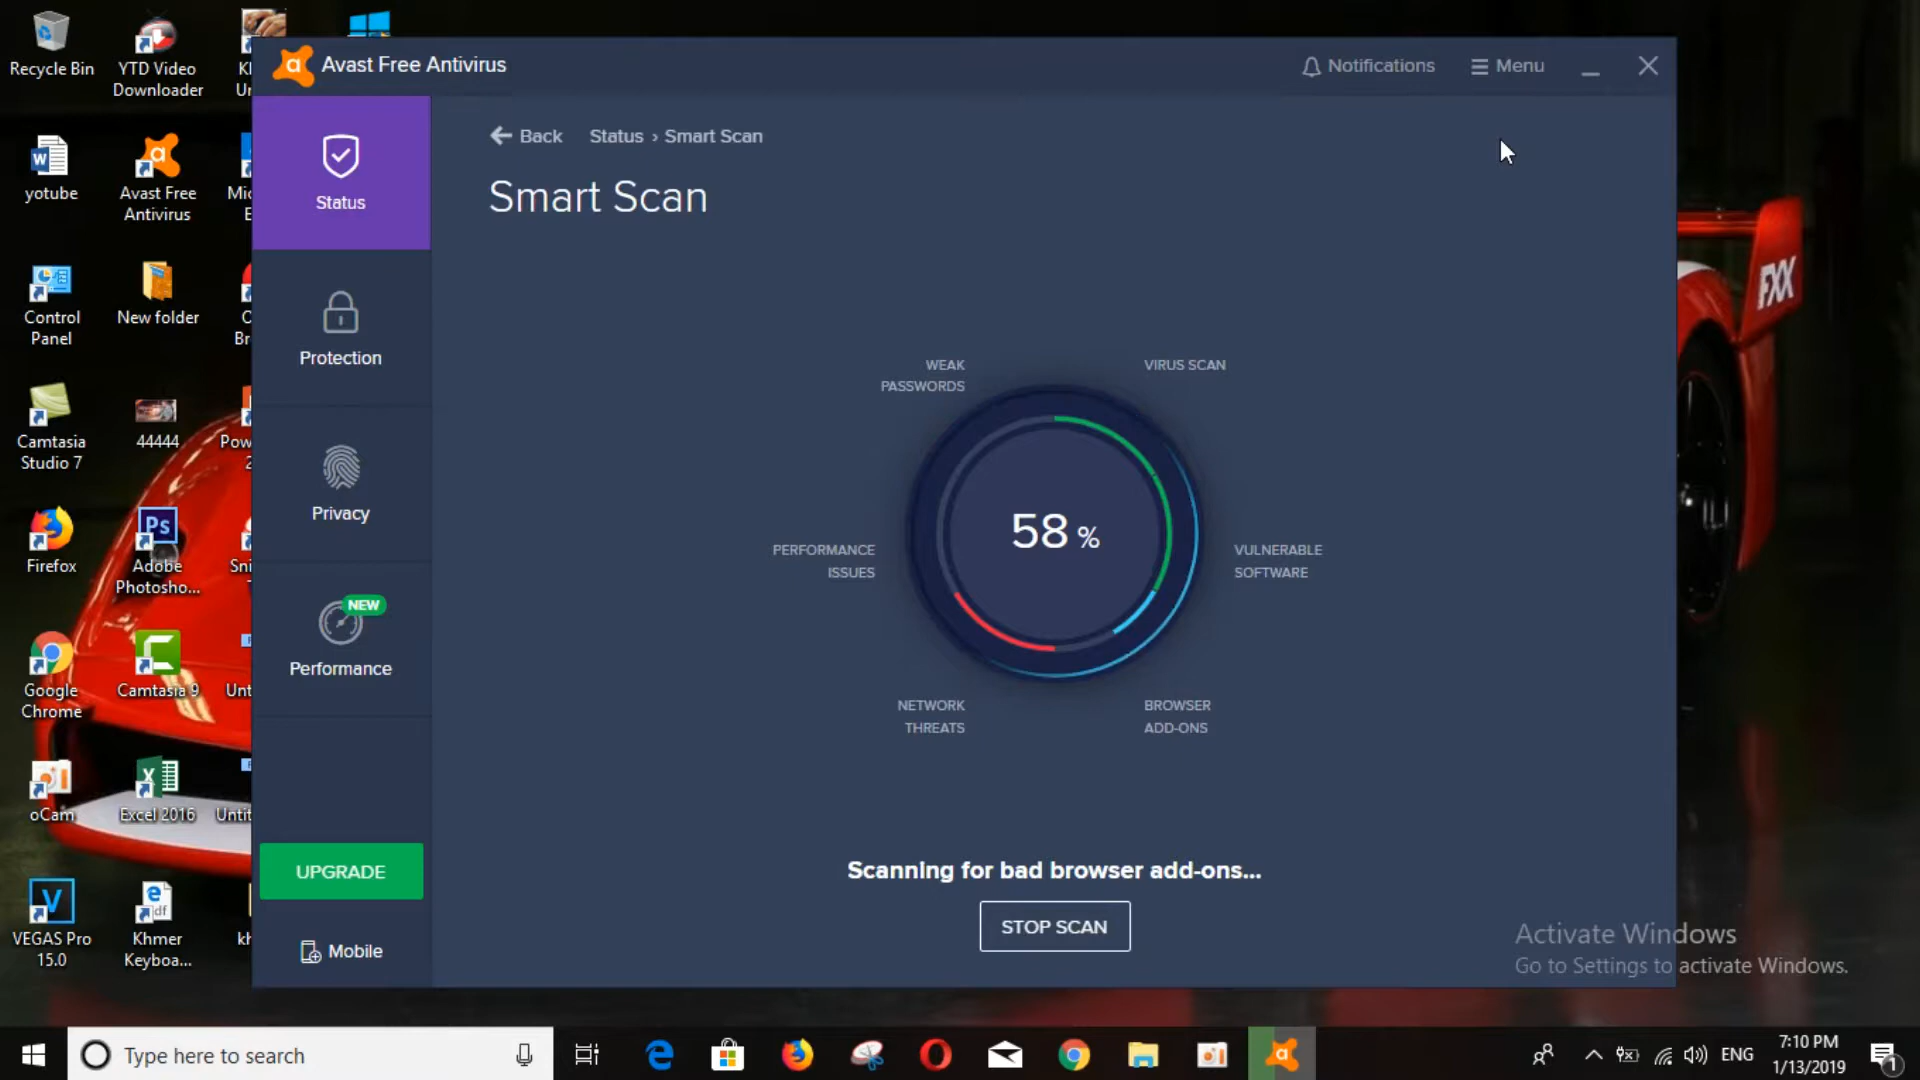 Recycle Bin
YTD Video
Downloader
yotube
Avast Free
Antivirus
Control
Panel
New folder
Camtasia
Studio 7
44444
Firefox
Adobe
Photosho...
Google
Chrome
Camtasia 9
oCam
Excel 2016
VEGAS Pro
15.0
Khmer
Keyboa...
Avast Free Antivirus
Notifications
Menu
Status
Protection
Privacy
NEW
Performance
UPGRADE
Mobile
Back
Status › Smart Scan
Smart Scan
WEAK
PASSWORDS
VIRUS SCAN
PERFORMANCE
ISSUES
58 %
VULNERABLE
SOFTWARE
NETWORK
THREATS
BROWSER
ADD-ONS
Scanning for bad browser add-ons...
STOP SCAN
FXX
Activate Windows
Go to Settings to activate Windows.
Type here to search
ENG
7:10 PM
1/13/2019
1